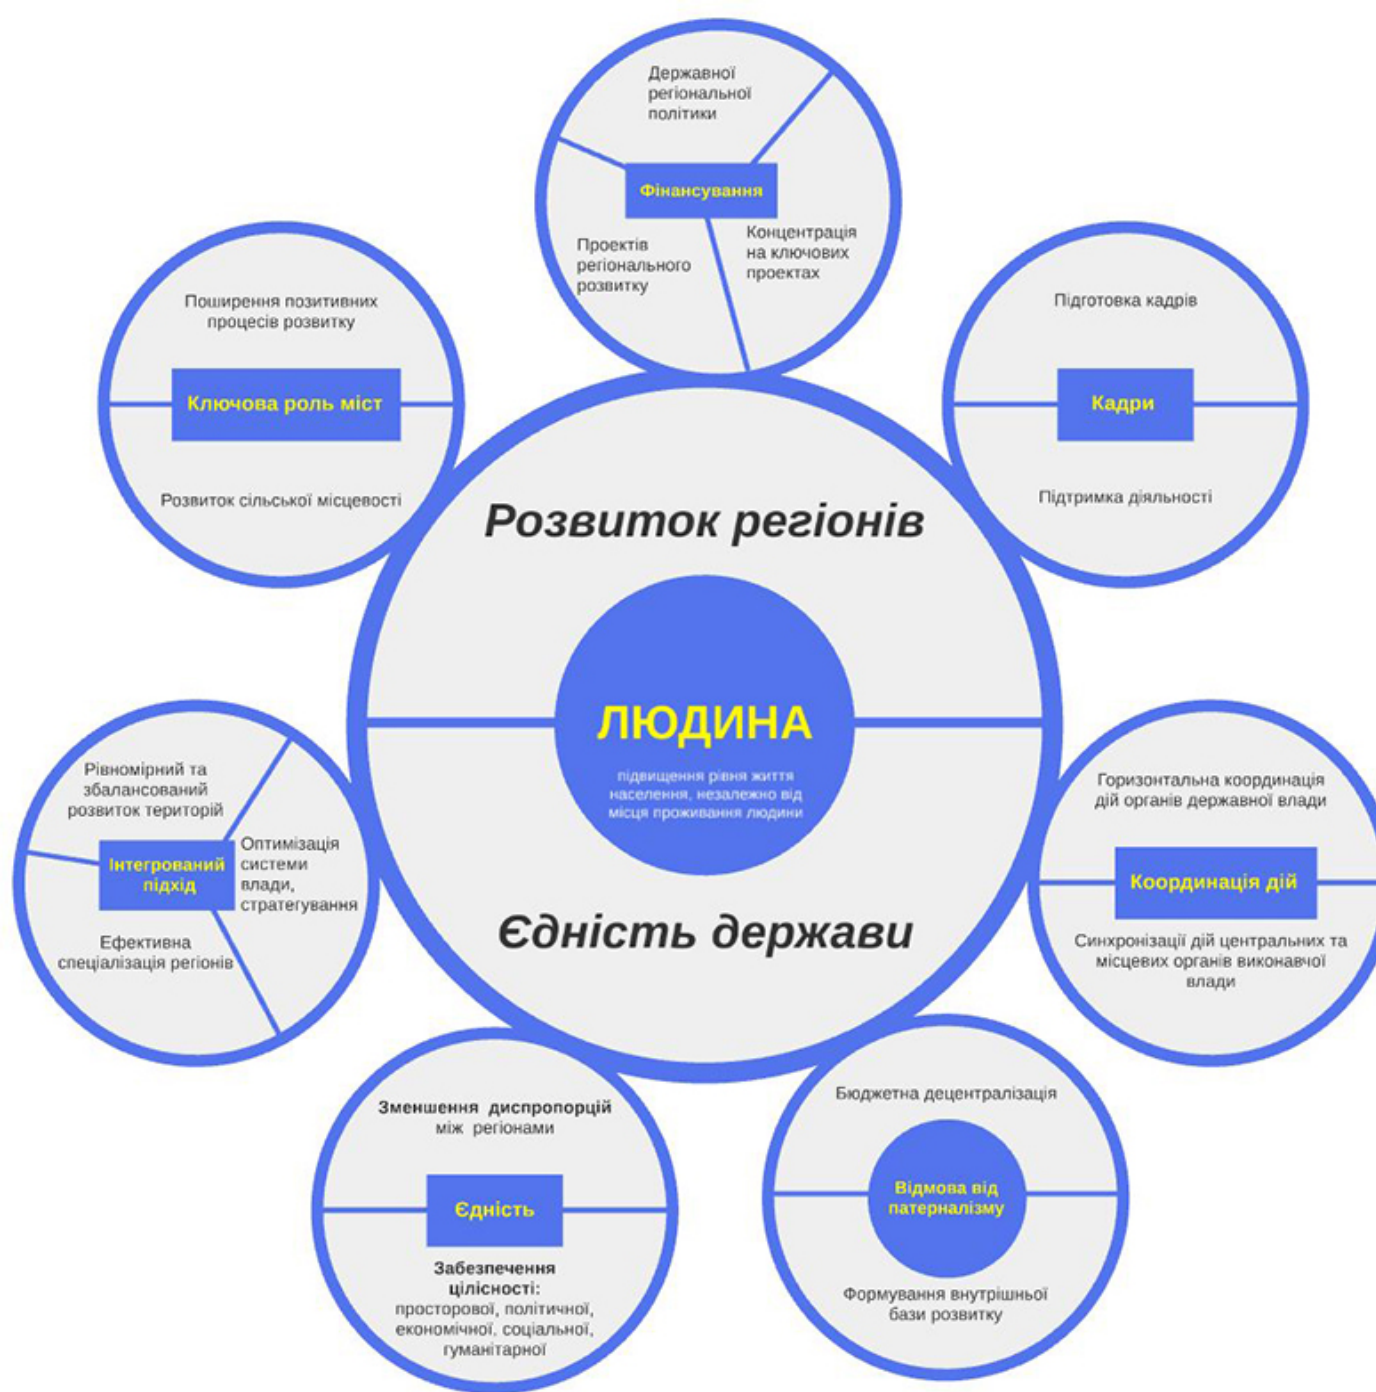 Державної
регіональної
політики
Фінансування
Проектів
регіонального
розвитку
Концентрація
на ключових
проектах
Поширення позитивних
процесів розвитку
Ключова роль міст
Розвиток сільської місцевості
Підготовка кадрів
Кадри
Підтримка діяльності
Розвиток регіонів
ЛЮДИНА
підвищення рівня життя
населення, незалежно від
місця проживання людини
Єдність держави
Рівномірний та
збалансований
розвиток територій
Інтегрований
підхід
Оптимізація
системи
влади,
стратегування
Ефективна
спеціалізація регіонів
Горизонтальна координація
дій органів державної влади
Координація дій
Синхронізації дій центральних та
місцевих органів виконавчої
влади
Зменшення диспропорцій
між регіонами
Єдність
Забезпечення
цілісності:
просторової, політичної,
економічної, соціальної,
гуманітарної
Бюджетна децентралізація
Відмова від
патерналізму
Формування внутрішньої
бази розвитку